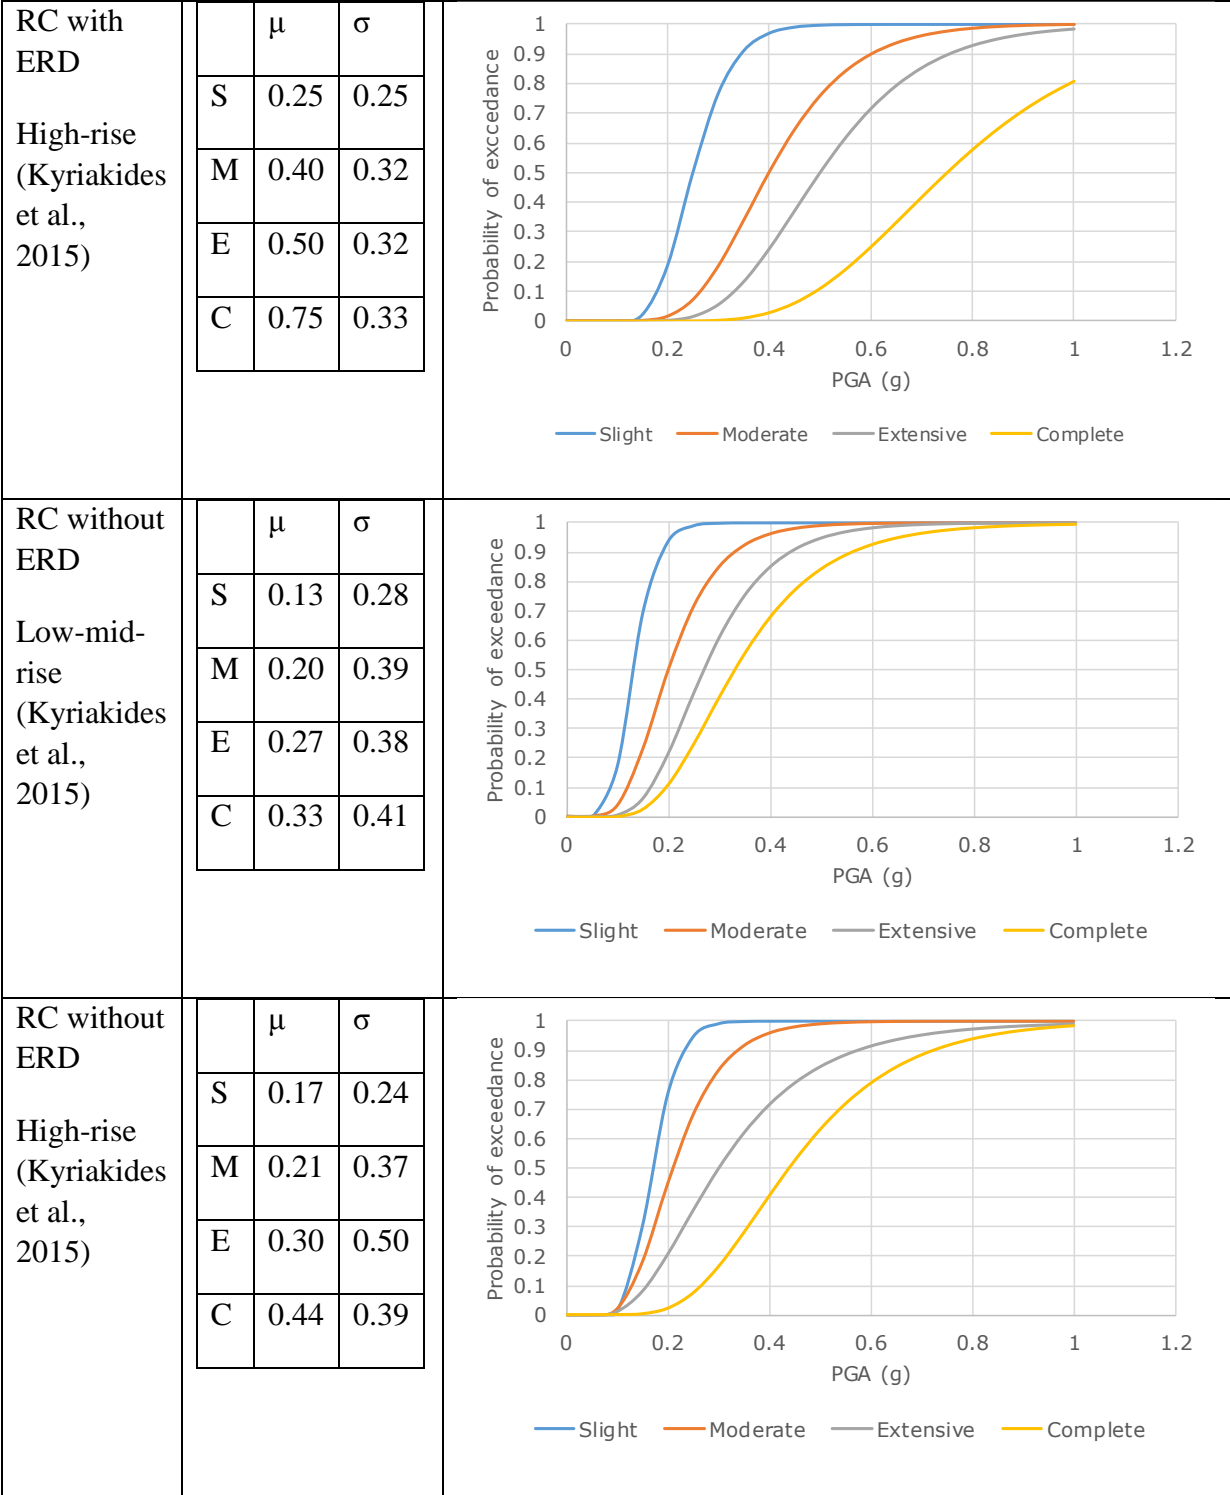 RC with
ERD
High-rise
(Kyriakides
et al.,
2015)
μ σ
S 0.25 0.25
M 0.40 0.32
E 0.50 0.32
C 0.75 0.33
Probability of exccedance
1
0.9
0.8
0.7
0.6
0.5
0.4
0.3
0.2
0.1
0
0 0.2 0.4 0.6 0.8 1 1.2
PGA (g)
Slight Moderate Extensive Complete
RC without
ERD
Low-mid-
rise
(Kyriakides
et al.,
2015)
μ σ
S 0.13 0.28
M 0.20 0.39
E 0.27 0.38
C 0.33 0.41
Probability of exceedance
1
0.9
0.8
0.7
0.6
0.5
0.4
0.3
0.2
0.1
0
0 0.2 0.4 0.6 0.8 1 1.2
PGA (g)
Slight Moderate Extensive Complete
RC without
ERD
High-rise
(Kyriakides
et al.,
2015)
μ σ
S 0.17 0.24
M 0.21 0.37
E 0.30 0.50
C 0.44 0.39
Probability of exceedance
1
0.9
0.8
0.7
0.6
0.5
0.4
0.3
0.2
0.1
0
0 0.2 0.4 0.6 0.8 1 1.2
PGA (g)
Slight Moderate Extensive Complete